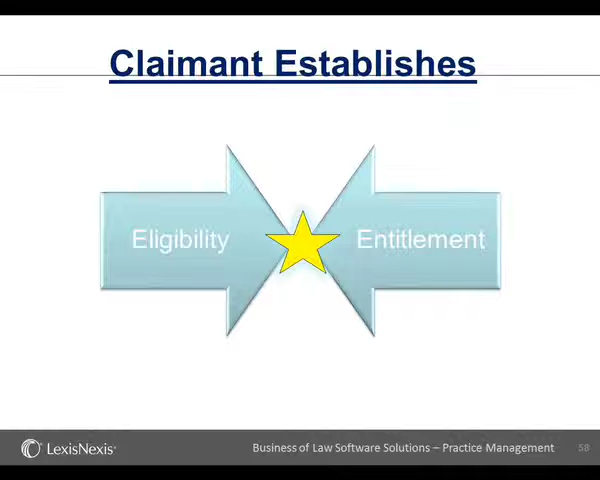 Claimant Establishes
Eligibility
Entitlement
LexisNexis®
Business of Law Software Solutions – Practice Management
58